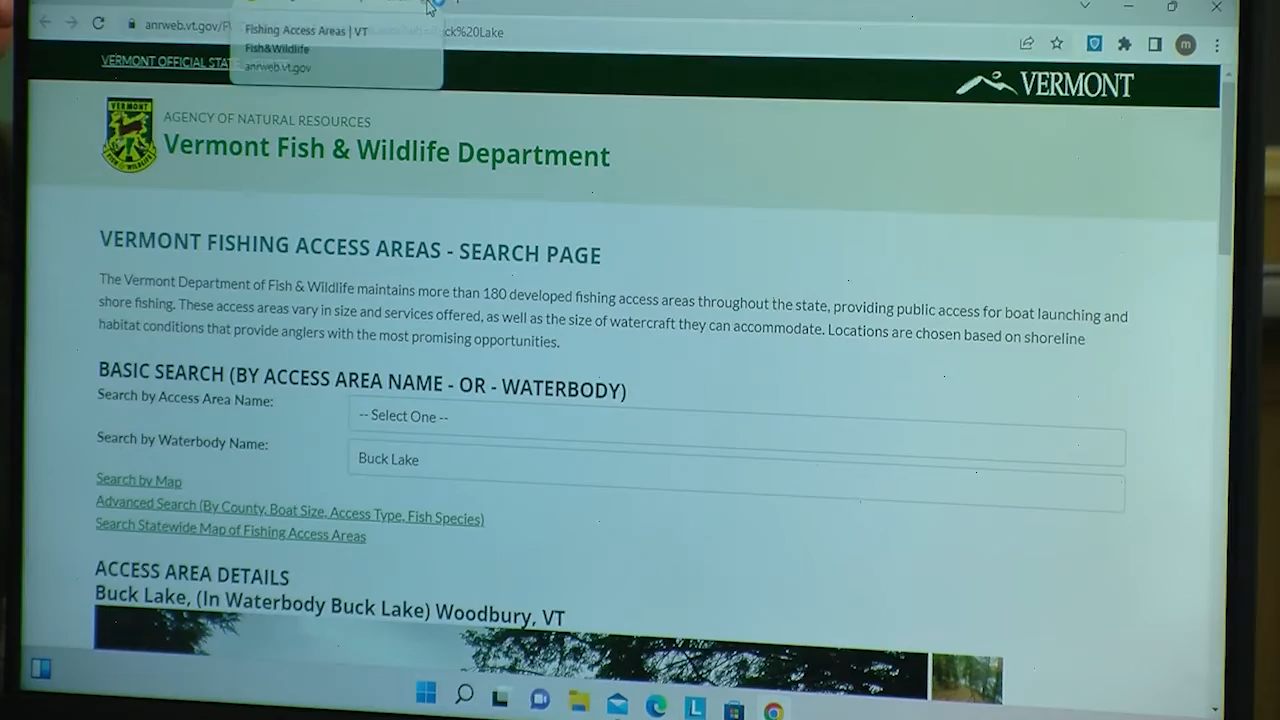 anrweb.vt.gov/F
ck%20Lake
Fishing Access Areas | VT
Fish&Wildlife
anrweb.vt.gov
m
VERMONT OFFICIAL STATE
VERMONT
VERMONT
AGENCY OF NATURAL RESOURCES
Vermont Fish & Wildlife Department
VERMONT FISHING ACCESS AREAS - SEARCH PAGE
The Vermont Department of Fish & Wildlife maintains more than 180 developed fishing access areas throughout the state, providing public access for boat launching and
shore fishing. These access areas vary in size and services offered, as well as the size of watercraft they can accommodate. Locations are chosen based on shoreline
habitat conditions that provide anglers with the most promising opportunities.
BASIC SEARCH (BY ACCESS AREA NAME - OR - WATERBODY)
Search by Access Area Name:
-- Select One --
Search by Waterbody Name:
Buck Lake
Search by Map
Advanced Search (By County, Boat Size, Access Type, Fish Species)
Search Statewide Map of Fishing Access Areas
ACCESS AREA DETAILS
Buck Lake, (In Waterbody Buck Lake) Woodbury, VT
L